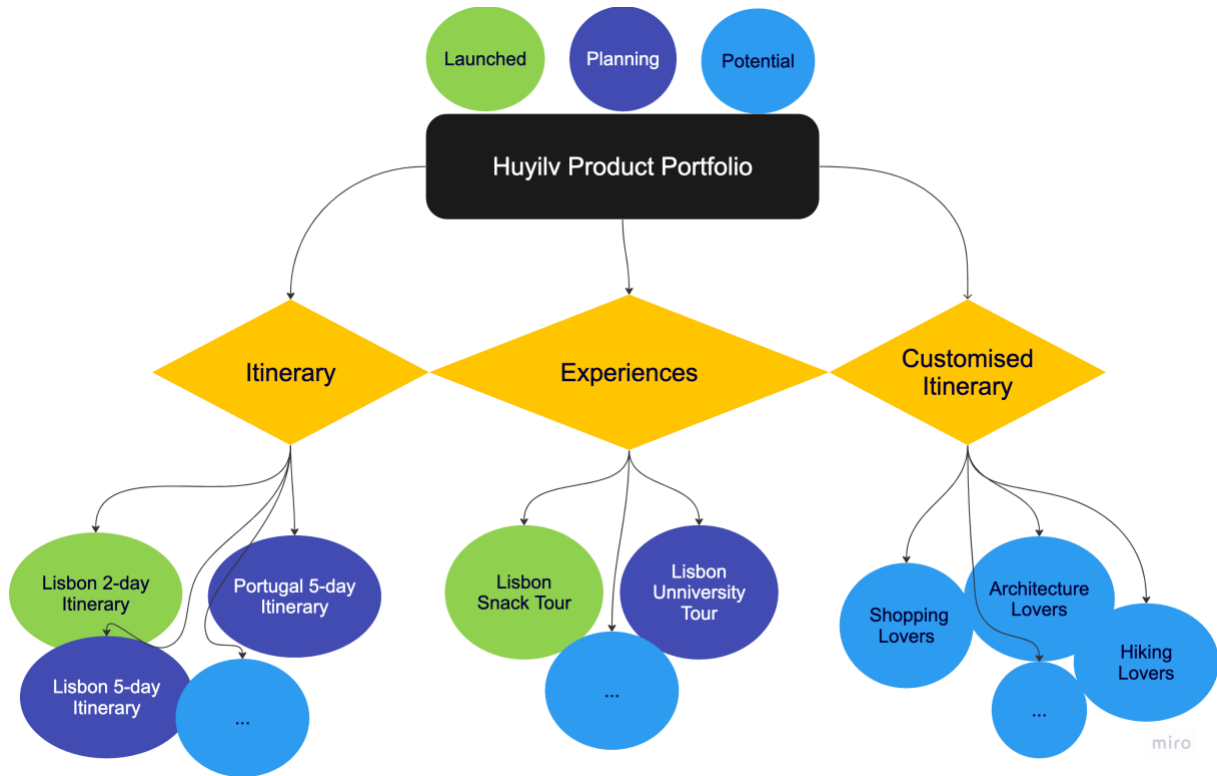 Launched
Planning
Potential
Huyilv Product Portfolio
Itinerary
Experiences
Customised
Itinerary
Lisbon 2-day
Itinerary
Portugal 5-day
Itinerary
Lisbon 5-day
Itinerary
...
Lisbon
Snack Tour
Lisbon
Unniversity
Tour
...
Shopping
Lovers
Architecture
Lovers
Hiking
Lovers
...
miro